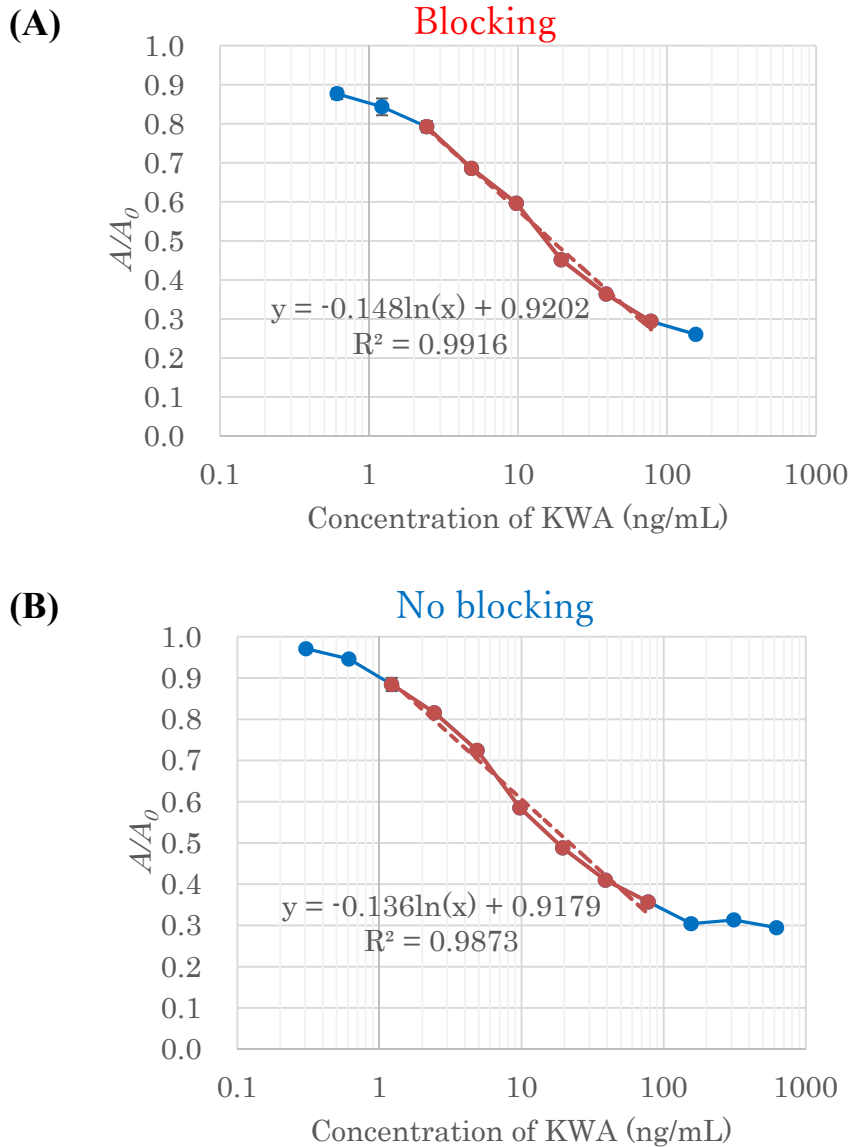 (A)
Blocking
1.0
0.9
0.8
0.7
0.6
0.5
0.4
0.3
0.2
0.1
0.0
A/A0
y = -0.148ln(x) + 0.9202
R² = 0.9916
0.1 1 10 100 1000
Concentration of KWA (ng/mL)
(B)
No blocking
1.0
0.9
0.8
0.7
0.6
0.5
0.4
0.3
0.2
0.1
0.0
A/A0
y = -0.136ln(x) + 0.9179
R² = 0.9873
0.1 1 10 100 1000
Concentration of KWA (ng/mL)